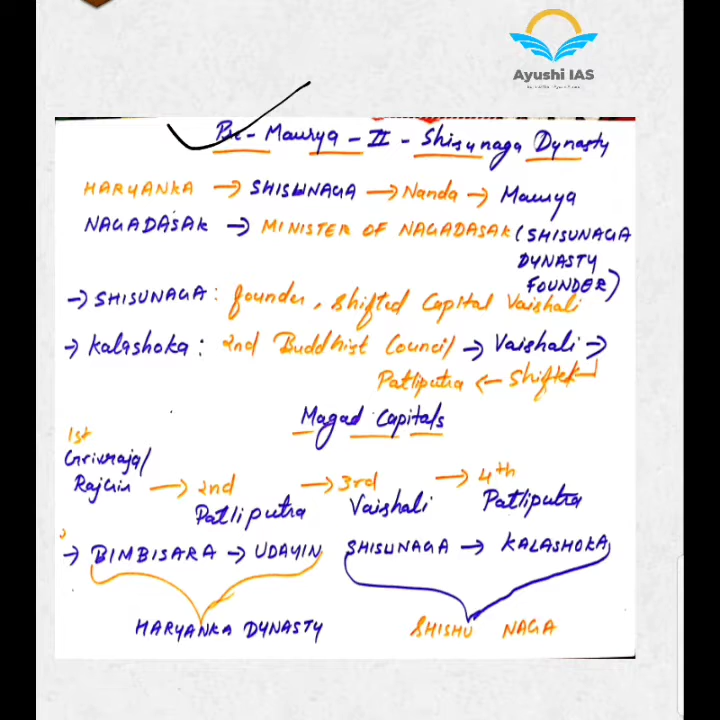 Ayushi IAS
Pre - Maurya - II - Shisunaga Dynasty
HARYANKA → SHISUNAGA → Nanda → Maurya
NAGADASAK → MINISTER OF NAGADASAK (SHISUNAGA
DYNASTY
FOUNDER)
→ SHISUNAGA : founder, Shifted Capital Vaishali
→ Kalashoka : 2nd Buddhist Council → Vaishali →
Patliputra ← Shifted
Magad Capitals
1st
Girivraja/
Rajgir → 2nd → 3rd → 4th
Patliputra Vaishali Patliputra
→ BIMBISARA → UDAYIN SHISUNAGA → KALASHOKA
HARYANKA DYNASTY SHISHU NAGA